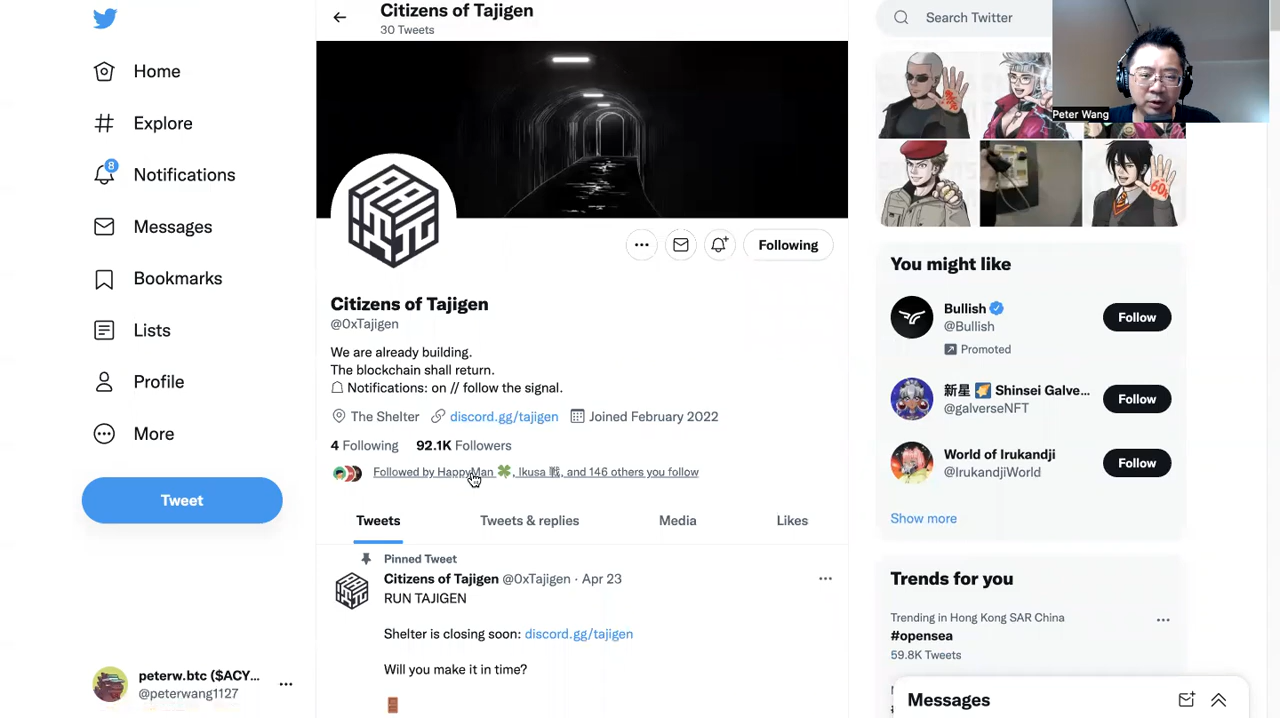 Citizens of Tajigen
30 Tweets
Search Twitter
Home
Explore
8
Notifications
Messages
Bookmarks
Lists
Profile
More
Tweet
peterw.btc ($ACY...
@peterwang1127
Following
Citizens of Tajigen
@0xTajigen
We are already building.
The blockchain shall return.
Notifications: on // follow the signal.
The Shelter discord.gg/tajigen Joined February 2022
4 Following 92.1K Followers
Followed by HappyMan 🍀, Ikusa 戦, and 146 others you follow
Tweets Tweets & replies Media Likes
Pinned Tweet
Citizens of Tajigen @0xTajigen · Apr 23
RUN TAJIGEN
Shelter is closing soon: discord.gg/tajigen
Will you make it in time?
Peter Wang
You might like
Bullish
@Bullish
Follow
Promoted
新星 Shinsei Galve...
@galverseNFT
Follow
World of Irukandji
@IrukandjiWorld
Follow
Show more
Trends for you
Trending in Hong Kong SAR China
#opensea
59.8K Tweets
Messages